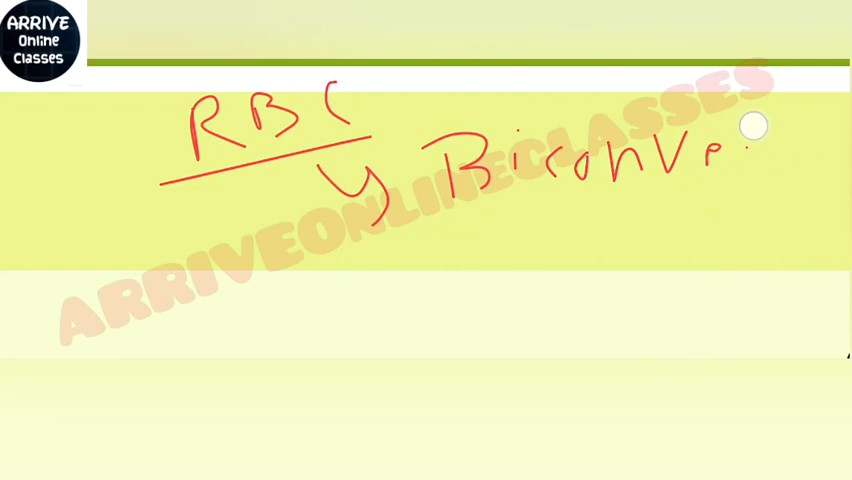 ARRIVE
Online
Classes
RBC
y Biconve
ARRIVEONLINECLASSES